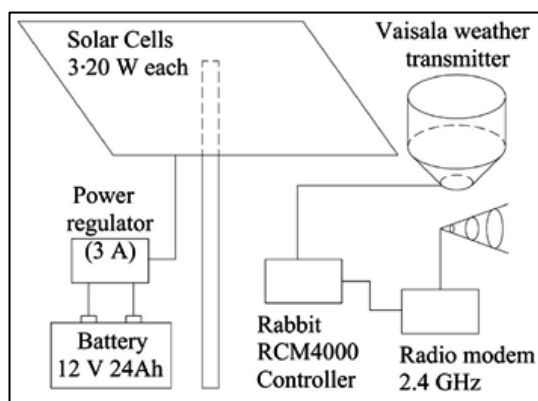 Solar Cells
3·20 W each
Vaisala weather
transmitter
Power
regulator
(3 A)
Battery
12 V 24Ah
Rabbit
RCM4000
Controller
Radio modem
2.4 GHz